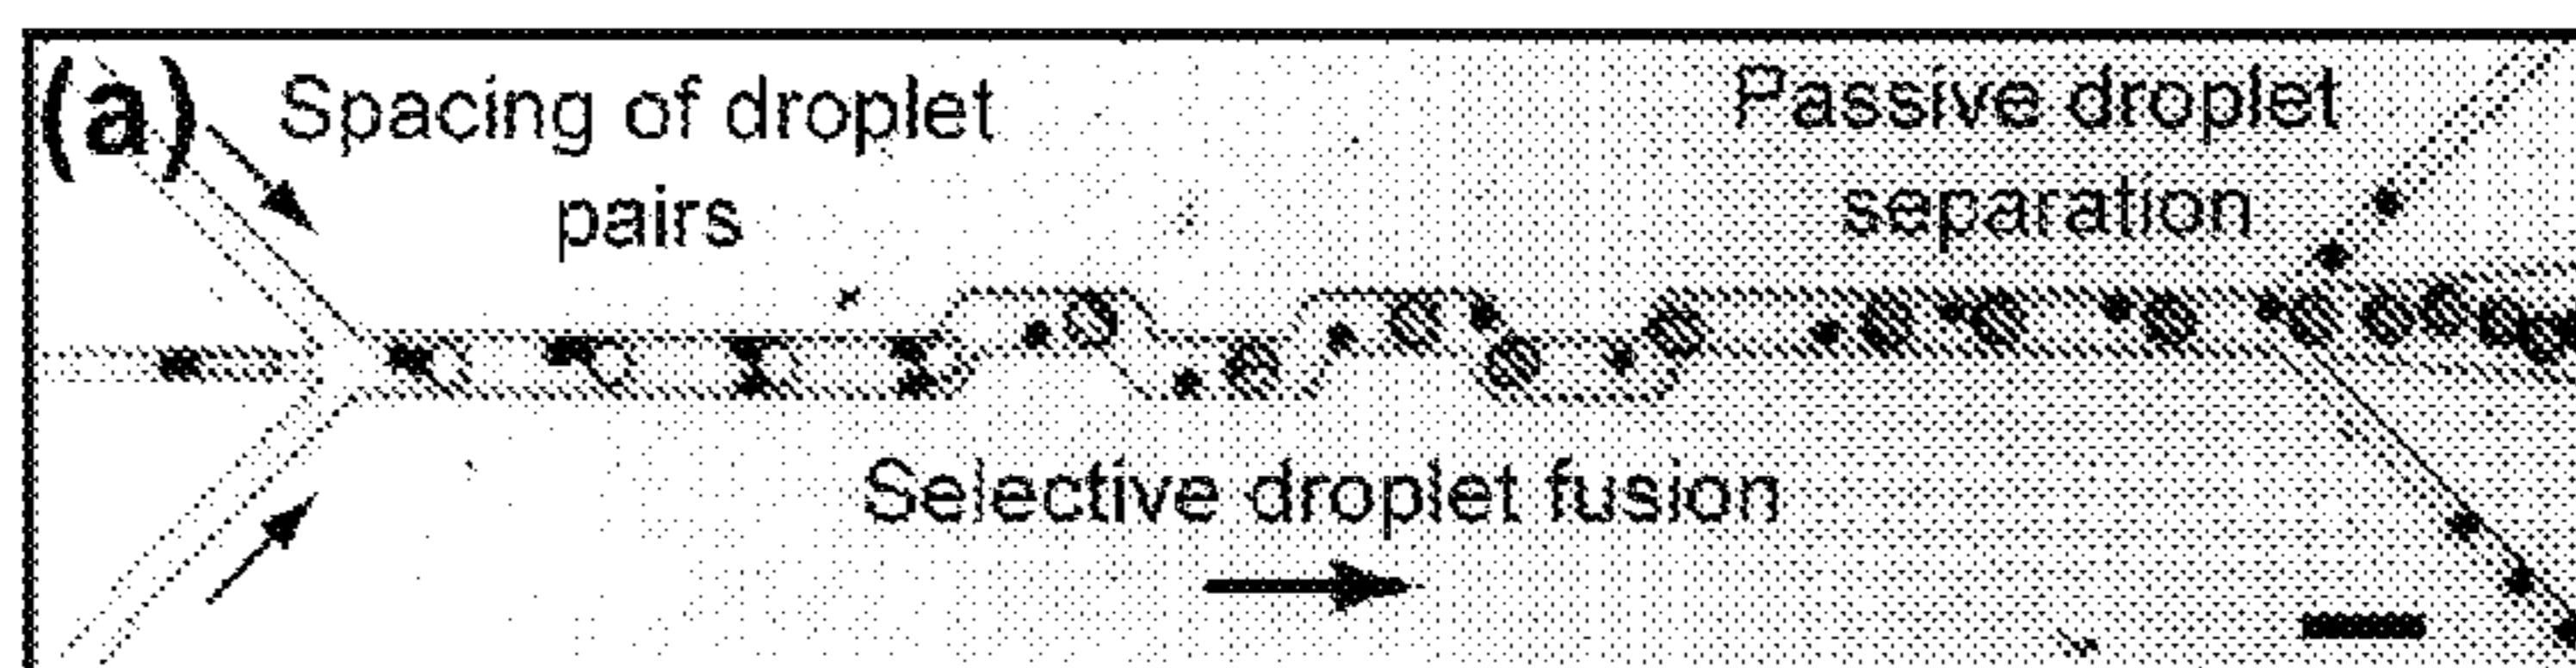 (a)
Spacing of droplet
pairs
Passive droplet
separation
Selective droplet fusion